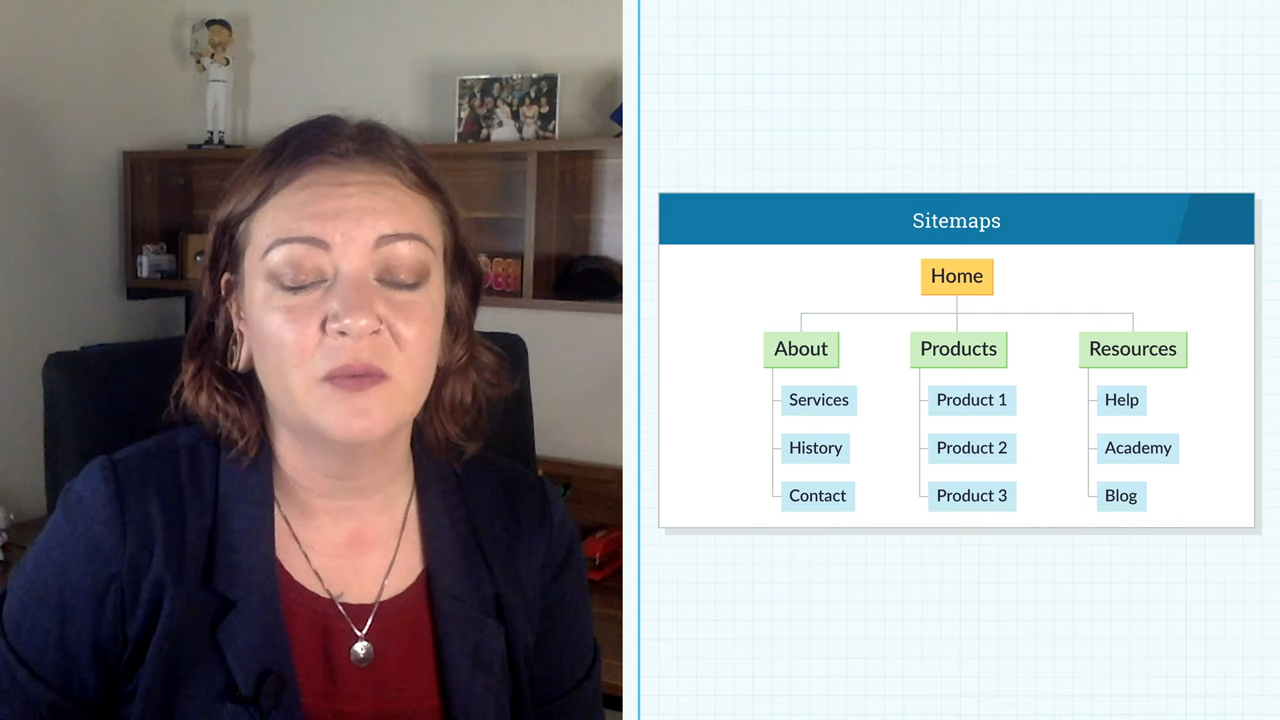 Sitemaps
Home
About
Products
Resources
Services
Product 1
Help
History
Product 2
Academy
Contact
Product 3
Blog